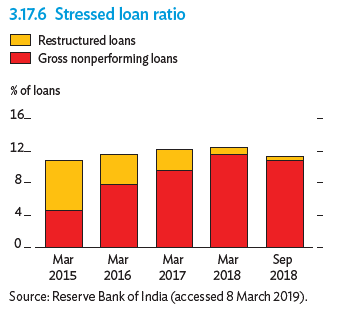 3.17.6 Stressed loan ratio
Restructured loans
Gross nonperforming loans
% of loans
16
12
8
4
0
Mar Mar Mar Mar Sep
2015 2016 2017 2018 2018
Source: Reserve Bank of India (accessed 8 March 2019).